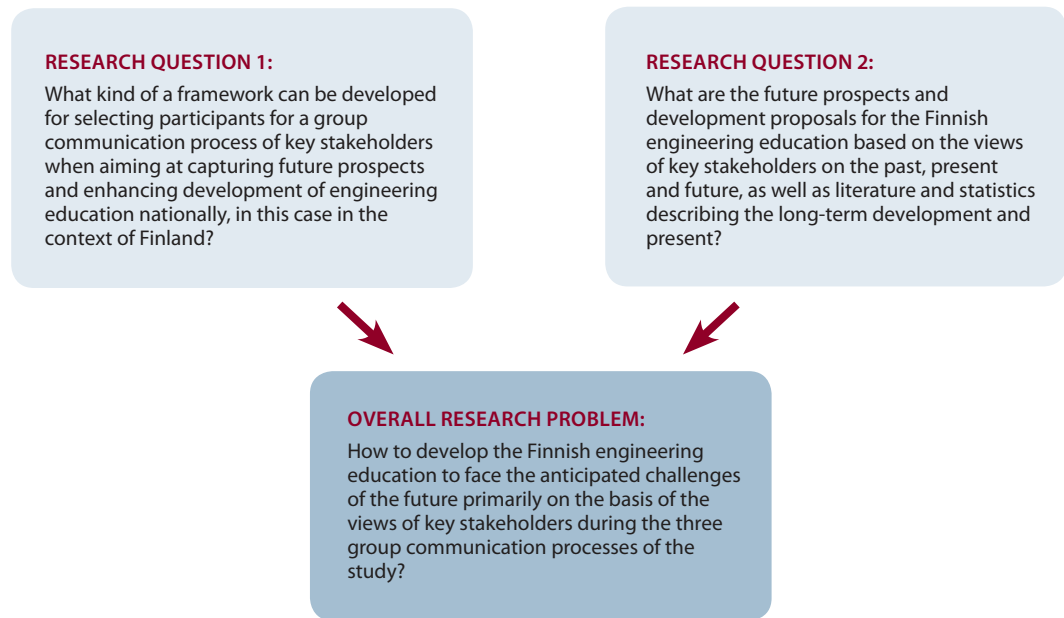 RESEARCH QUESTION 1:
What kind of a framework can be developed
for selecting participants for a group
communication process of key stakeholders
when aiming at capturing future prospects
and enhancing development of engineering
education nationally, in this case in the
context of Finland?
RESEARCH QUESTION 2:
What are the future prospects and
development proposals for the Finnish
engineering education based on the views
of key stakeholders on the past, present
and future, as well as literature and statistics
describing the long-term development and
present?
OVERALL RESEARCH PROBLEM:
How to develop the Finnish engineering
education to face the anticipated challenges
of the future primarily on the basis of the
views of key stakeholders during the three
group communication processes of the
study?